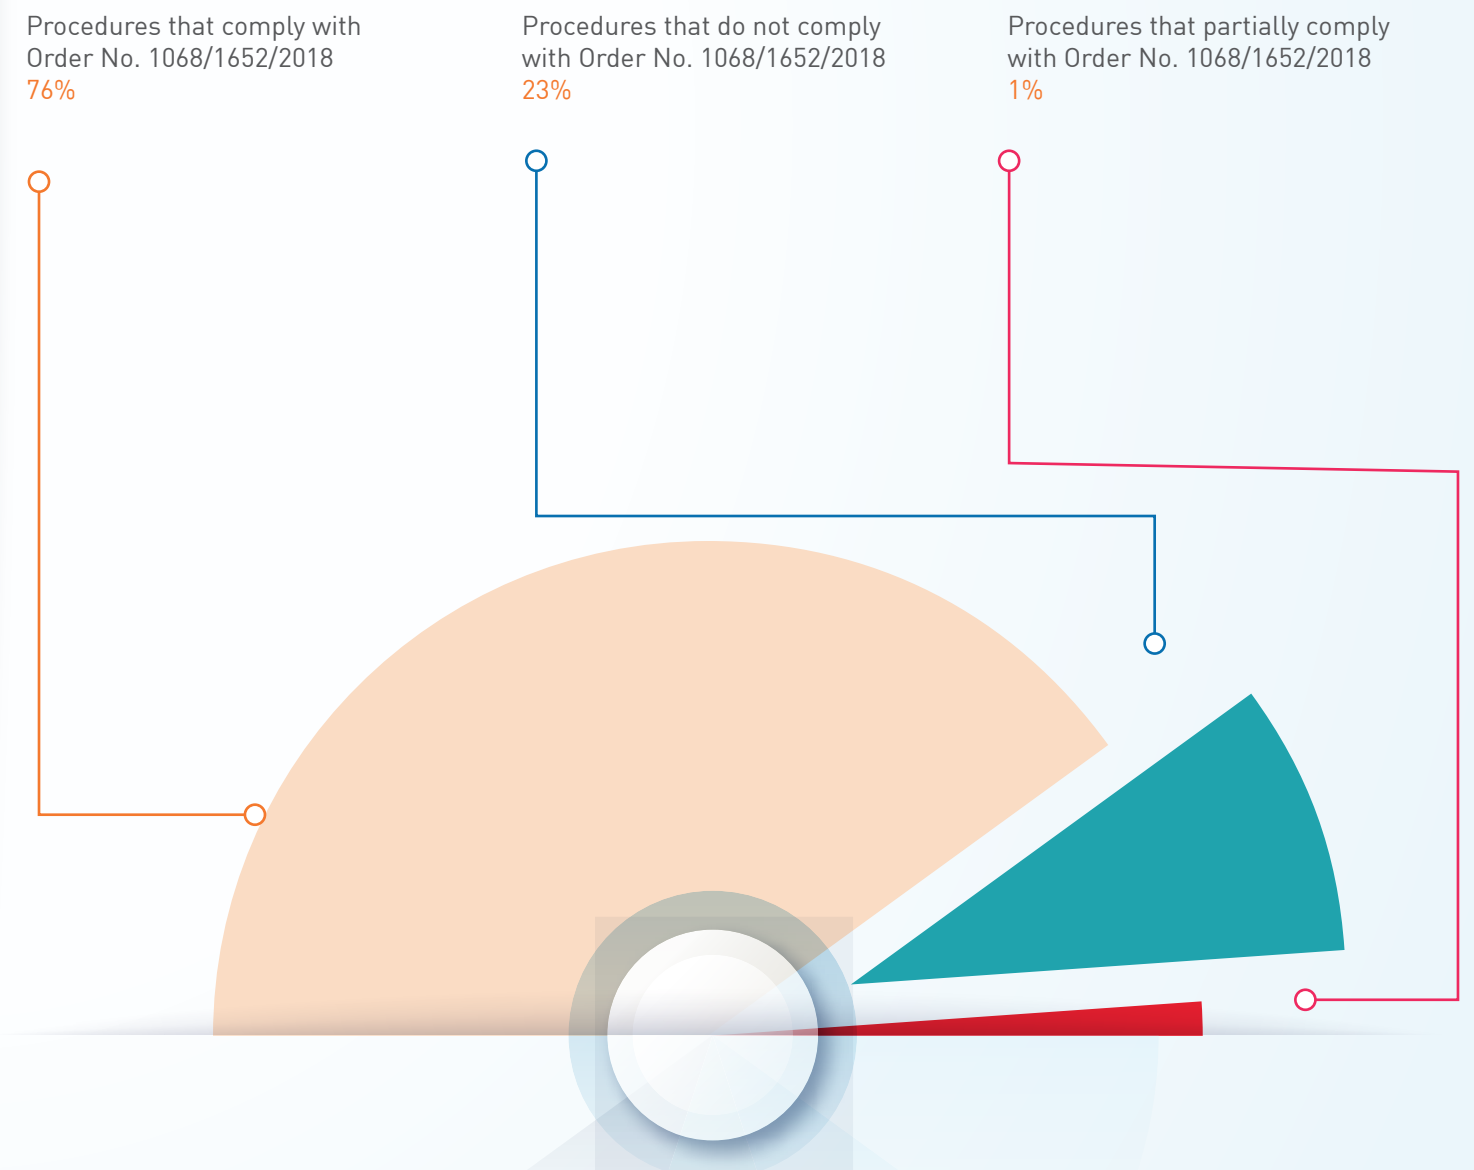 Procedures that comply with
Order No. 1068/1652/2018
76%
Procedures that do not comply
with Order No. 1068/1652/2018
23%
Procedures that partially comply
with Order No. 1068/1652/2018
1%